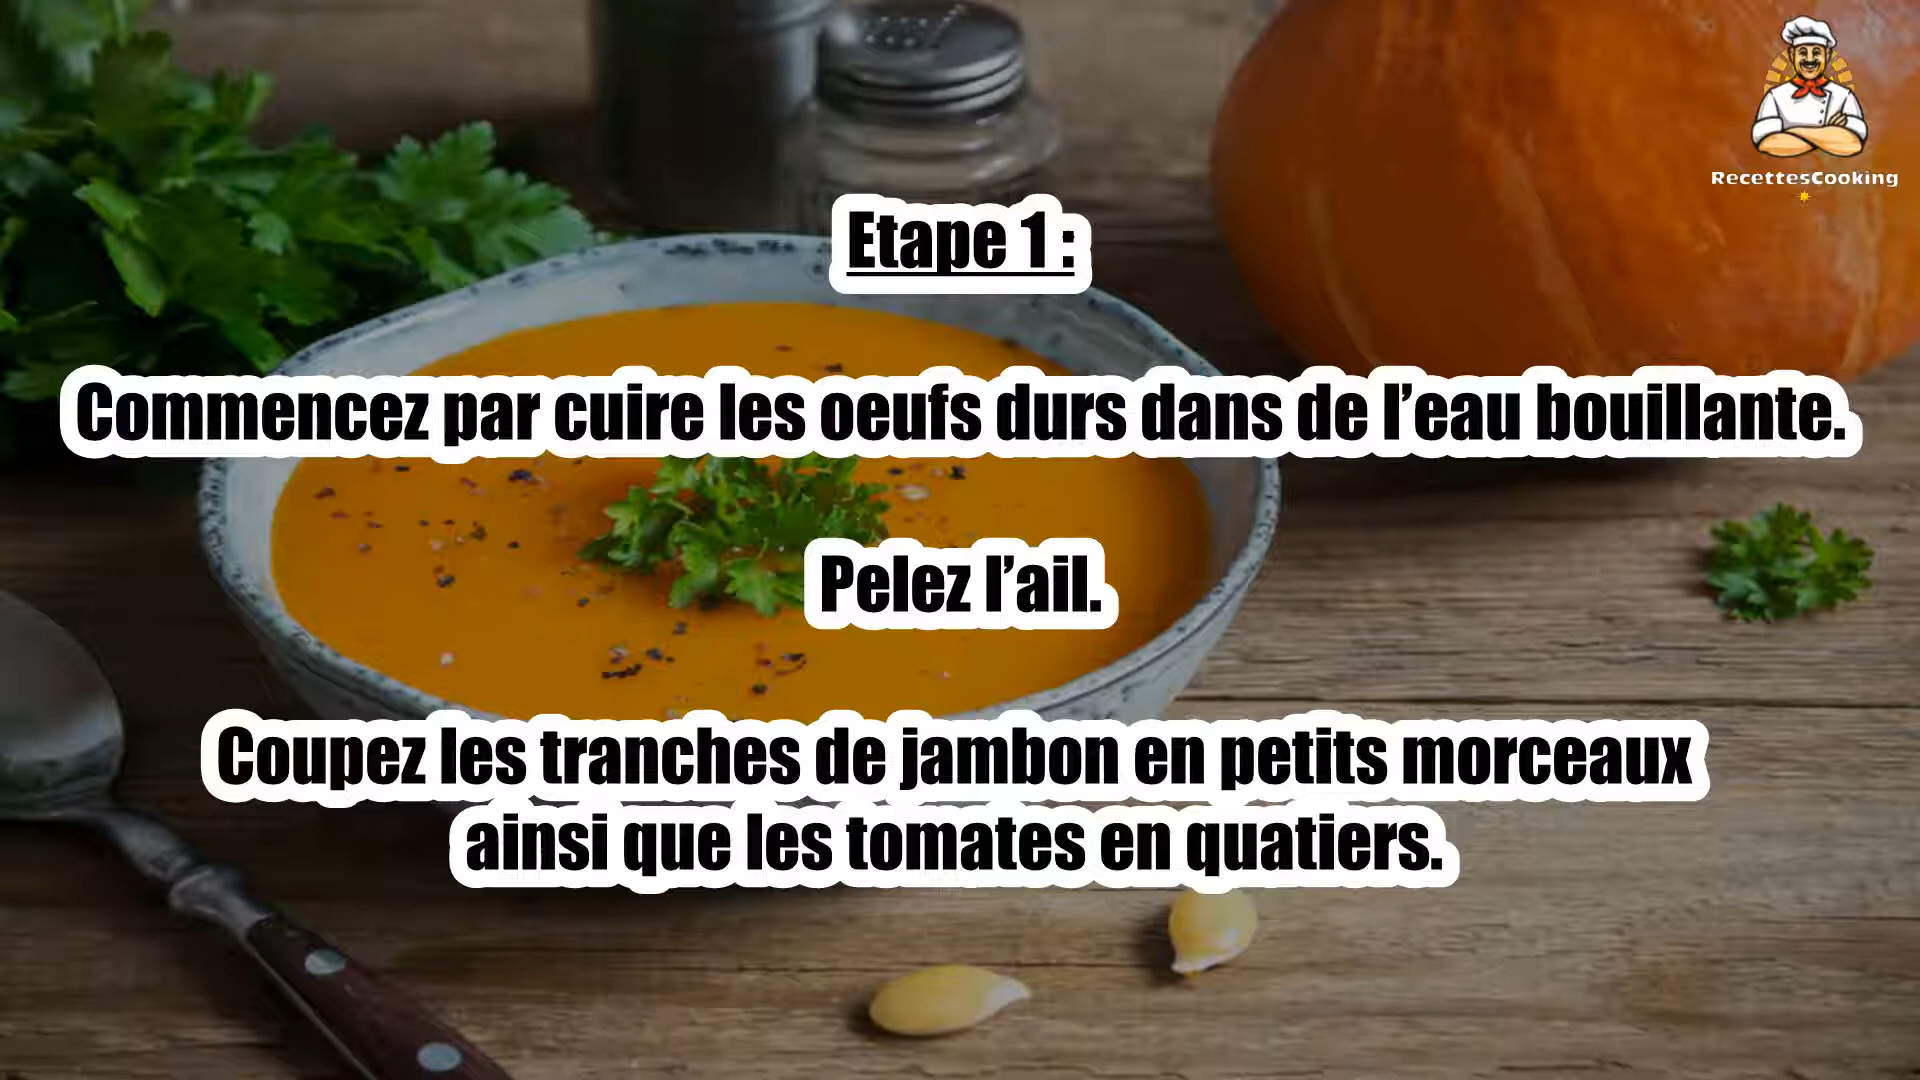 RecettesCooking
Etape 1 :
Commencez par cuire les oeufs durs dans de l’eau bouillante.
Pelez l’ail.
Coupez les tranches de jambon en petits morceaux
ainsi que les tomates en quatiers.